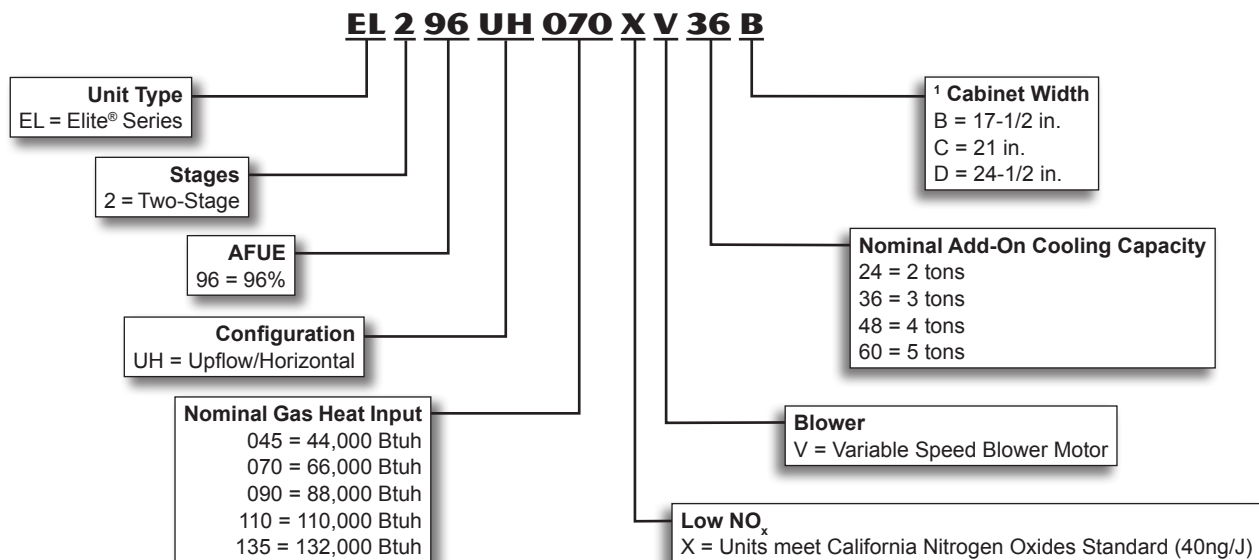 EL 2 96 UH 070 X V 36 B
Unit Type
EL = Elite® Series
Stages
2 = Two-Stage
AFUE
96 = 96%
Configuration
UH = Upflow/Horizontal
Nominal Gas Heat Input
045 = 44,000 Btuh
070 = 66,000 Btuh
090 = 88,000 Btuh
110 = 110,000 Btuh
135 = 132,000 Btuh
¹ Cabinet Width
B = 17-1/2 in.
C = 21 in.
D = 24-1/2 in.
Nominal Add-On Cooling Capacity
24 = 2 tons
36 = 3 tons
48 = 4 tons
60 = 5 tons
Blower
V = Variable Speed Blower Motor
Low NOₓ
X = Units meet California Nitrogen Oxides Standard (40ng/J)